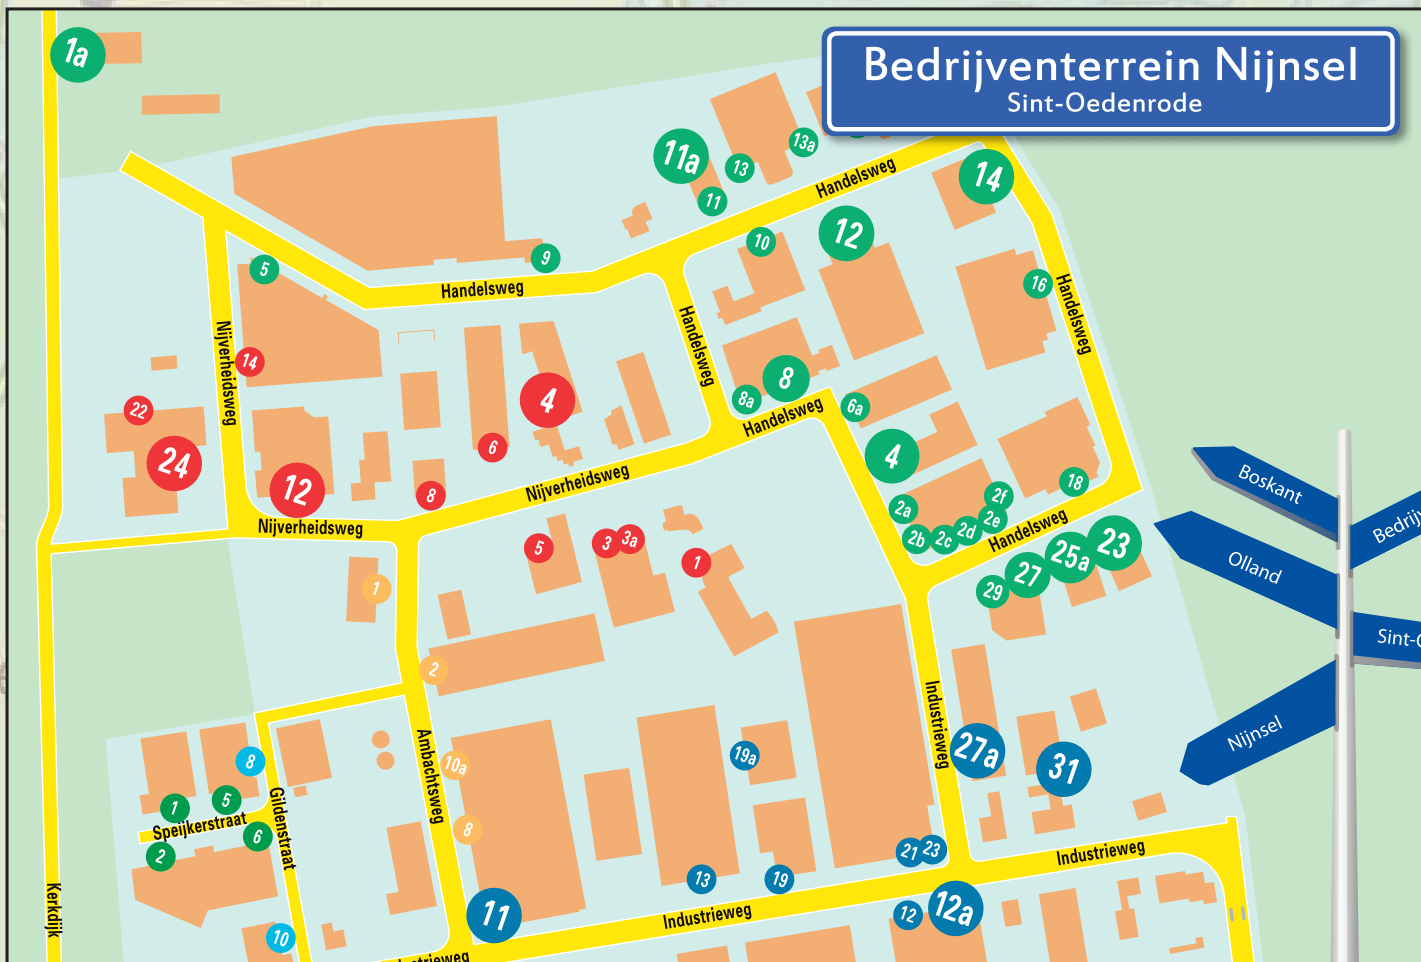 Bedrijventerrein Nijnsel
Sint-Oedenrode
1a
11a
13
13a
11
Handelsweg
14
10
12
9
5
Handelsweg
16
Handelsweg
Handelsweg
Nijverheidsweg
14
22
24
12
4
6
8
8
8a
6a
Handelsweg
4
Nijverheidsweg
Nijverheidsweg
2a
2b
2c
2d
2e
2f
18
Handelsweg
23
25a
27
29
5
3
3a
1
1
2
Boskant
Olland
Nijnsel
Industrieweg
27a
31
19a
10a
8
Ambachtsweg
8
1
5
Speijkerstraat
6
2
Gildenstraat
10
Kerkdijk
11
13
19
21
23
Industrieweg
Industrieweg
12
12a